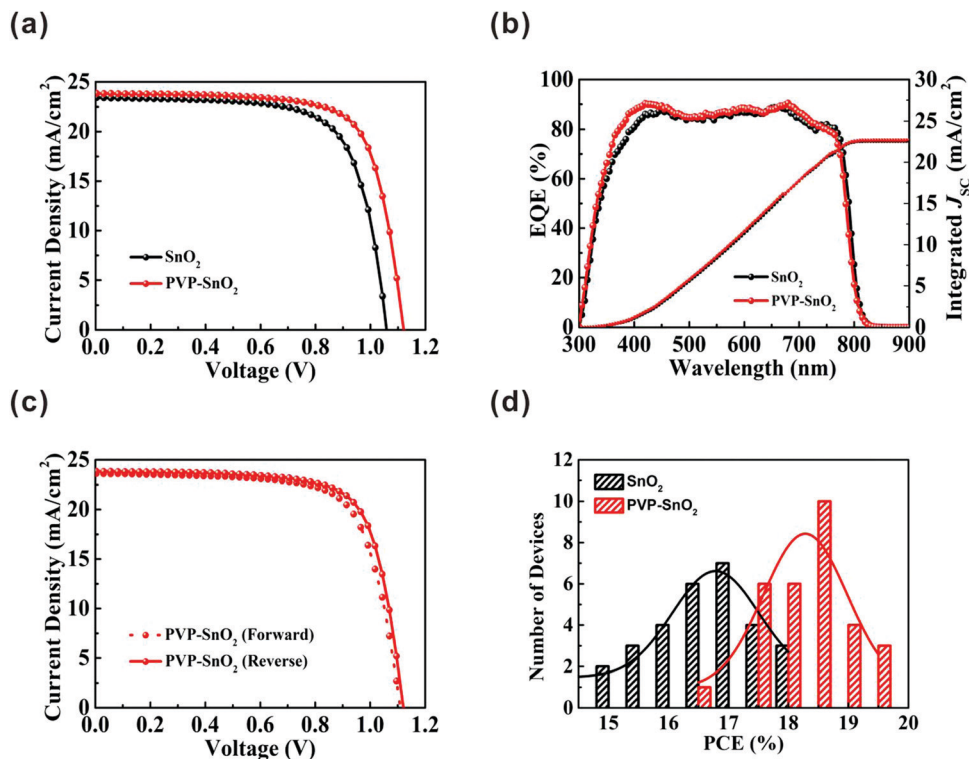 (a)
25
20
15
10
5
0
0.0 0.2 0.4 0.6 0.8 1.0 1.2
Current Density (mA/cm²)
Voltage (V)
SnO₂
PVP-SnO₂
(b)
100
80
60
40
20
0
30
25
20
15
10
5
0
300 400 500 600 700 800 900
EQE (%)
Integrated J_SC (mA/cm²)
Wavelength (nm)
SnO₂
PVP-SnO₂
(c)
25
20
15
10
5
0
0.0 0.2 0.4 0.6 0.8 1.0 1.2
Current Density (mA/cm²)
Voltage (V)
PVP-SnO₂ (Forward)
PVP-SnO₂ (Reverse)
(d)
12
10
8
6
4
2
0
15 16 17 18 19 20
Number of Devices
PCE (%)
SnO₂
PVP-SnO₂